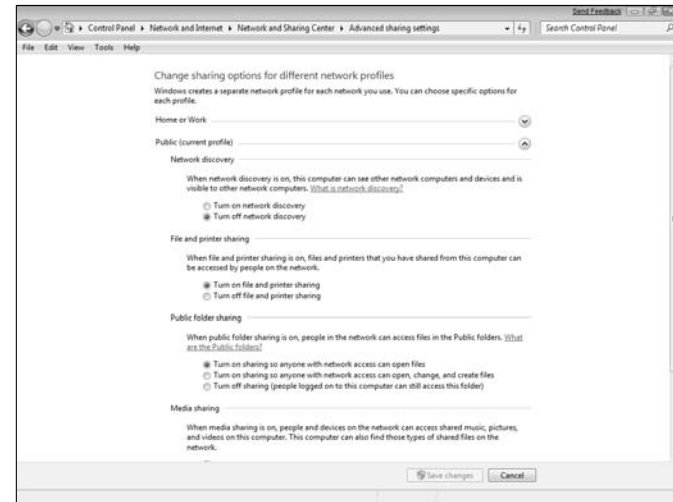 Send Feedback
Control Panel ▸ Network and Internet ▸ Network and Sharing Center ▸ Advanced sharing settings
Search Control Panel
File Edit View Tools Help
Change sharing options for different network profiles
Windows creates a separate network profile for each network you use. You can choose specific options for
each profile.
Home or Work
Public (current profile)
Network discovery
When network discovery is on, this computer can see other network computers and devices and is
visible to other network computers. What is network discovery?
Turn on network discovery
Turn off network discovery
File and printer sharing
When file and printer sharing is on, files and printers that you have shared from this computer can
be accessed by people on the network.
Turn on file and printer sharing
Turn off file and printer sharing
Public folder sharing
When public folder sharing is on, people in the network can access files in the Public folders. What
are the Public folders?
Turn on sharing so anyone with network access can open files
Turn on sharing so anyone with network access can open, change, and create files
Turn off sharing (people logged on to this computer can still access this folder)
Media sharing
When media sharing is on, people and devices on the network can access shared music, pictures,
and videos on this computer. This computer can also find those types of shared files on the
network.
Save changes Cancel